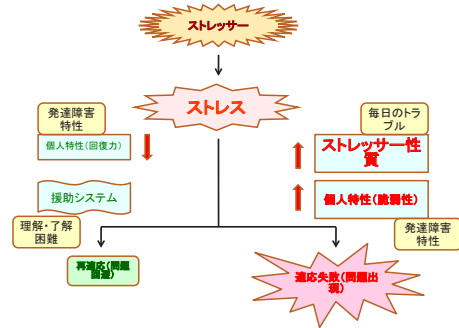 ストレッサー
ストレス
発達障害
特性
毎日のトラ
ブル
個人特性(回復力)
ストレッサー性
質
援助システム
個人特性(脆弱性)
理解・了解
困難
発達障害
特性
再適応(問題
回避)
適応失敗(問題出
現)